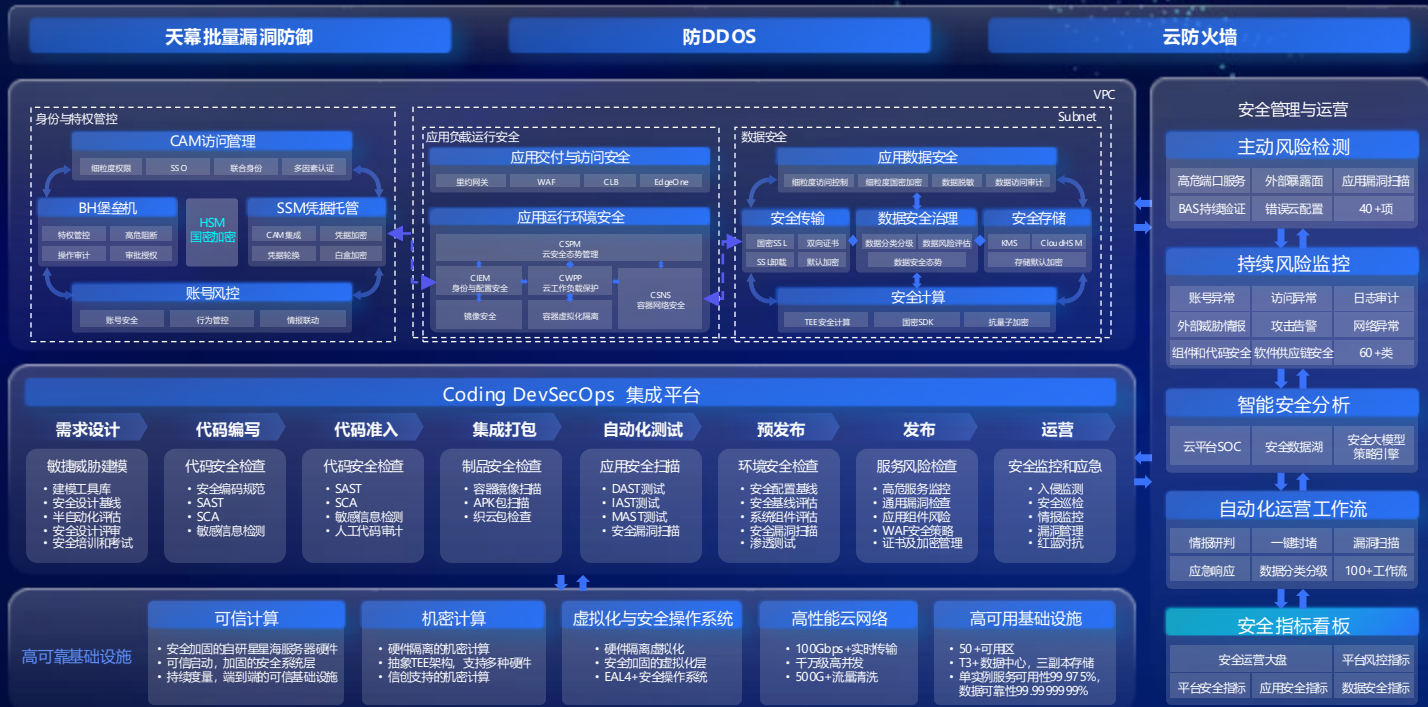 天幕批量漏洞防御
防DDOS
云防火墙
VPC
Subnet
身份与特权管控
CAM访问管理
细粒度权限
SSO
联合身份
多因素认证
BH堡垒机
特权管控
高危阻断
操作审计
审批授权
HSM
国密加密
SSM凭据托管
CAM集成
凭据加密
凭据轮换
白盒加密
账号风控
账号安全
行为管控
情报联动
应用负载运行安全
应用交付与访问安全
里约网关
WAF
CLB
EdgeOne
应用运行环境安全
CSPM
云安全态势管理
CIEM
身份与配置安全
CWPP
云工作负载保护
CSNS
容器网络安全
镜像安全
容器虚拟化隔离
数据安全
应用数据安全
细粒度访问控制
细粒度国密加密
数据脱敏
数据访问审计
安全传输
国密SSL
双向证书
SSL卸载
默认加密
数据安全治理
数据分类分级
数据风险评估
数据安全态势
安全存储
KMS
CloudHSM
存储默认加密
安全计算
TEE安全计算
国密SDK
抗量子加密
Coding DevSecOps 集成平台
需求设计
代码编写
代码准入
集成打包
自动化测试
预发布
发布
运营
敏捷威胁建模
• 建模工具库
• 安全设计基线
• 半自动化评估
• 安全设计评审
• 安全培训和考试
代码安全检查
• 安全编码规范
• SAST
• SCA
• 敏感信息检测
代码安全检查
• SAST
• SCA
• 敏感信息检测
• 人工代码审计
制品安全检查
• 容器镜像扫描
• APK包扫描
• 织云包检查
应用安全扫描
• DAST测试
• IAST测试
• MAST测试
• 安全漏洞扫描
环境安全检查
• 安全配置基线
• 安全基线评估
• 系统组件评估
• 安全漏洞扫描
• 渗透测试
服务风险检查
• 高危服务监控
• 通用漏洞检查
• 应用组件风险
• WAF安全策略
• 证书及加密管理
安全监控和应急
• 入侵监测
• 安全巡检
• 情报监控
• 漏洞管理
• 红蓝对抗
高可靠基础设施
可信计算
• 安全加固的自研星星海服务器硬件
• 可信启动，加固的安全系统层
• 持续度量，端到端的可信基础设施
机密计算
• 硬件隔离的机密计算
• 抽象TEE架构，支持多种硬件
• 信创支持的机密计算
虚拟化与安全操作系统
• 硬件隔离虚拟化
• 安全加固的虚拟化层
• EAL4+安全操作系统
高性能云网络
• 100Gbps+实时传输
• 千万级高并发
• 500G+流量清洗
高可用基础设施
• 50+可用区
• T3+数据中心，三副本存储
• 单实例服务可用性99.975%，
数据可靠性99.9999999%
安全管理与运营
主动风险检测
高危端口服务
外部暴露面
应用漏洞扫描
BAS持续验证
错误云配置
40+项
持续风险监控
账号异常
访问异常
日志审计
外部威胁情报
攻击告警
网络异常
组件和代码安全
软件供应链安全
60+类
智能安全分析
云平台SOC
安全数据湖
安全大模型
策略引擎
自动化运营工作流
情报研判
一键封堵
漏洞扫描
应急响应
数据分类分级
100+工作流
安全指标看板
安全运营大盘
平台风控指标
平台安全指标
应用安全指标
数据安全指标